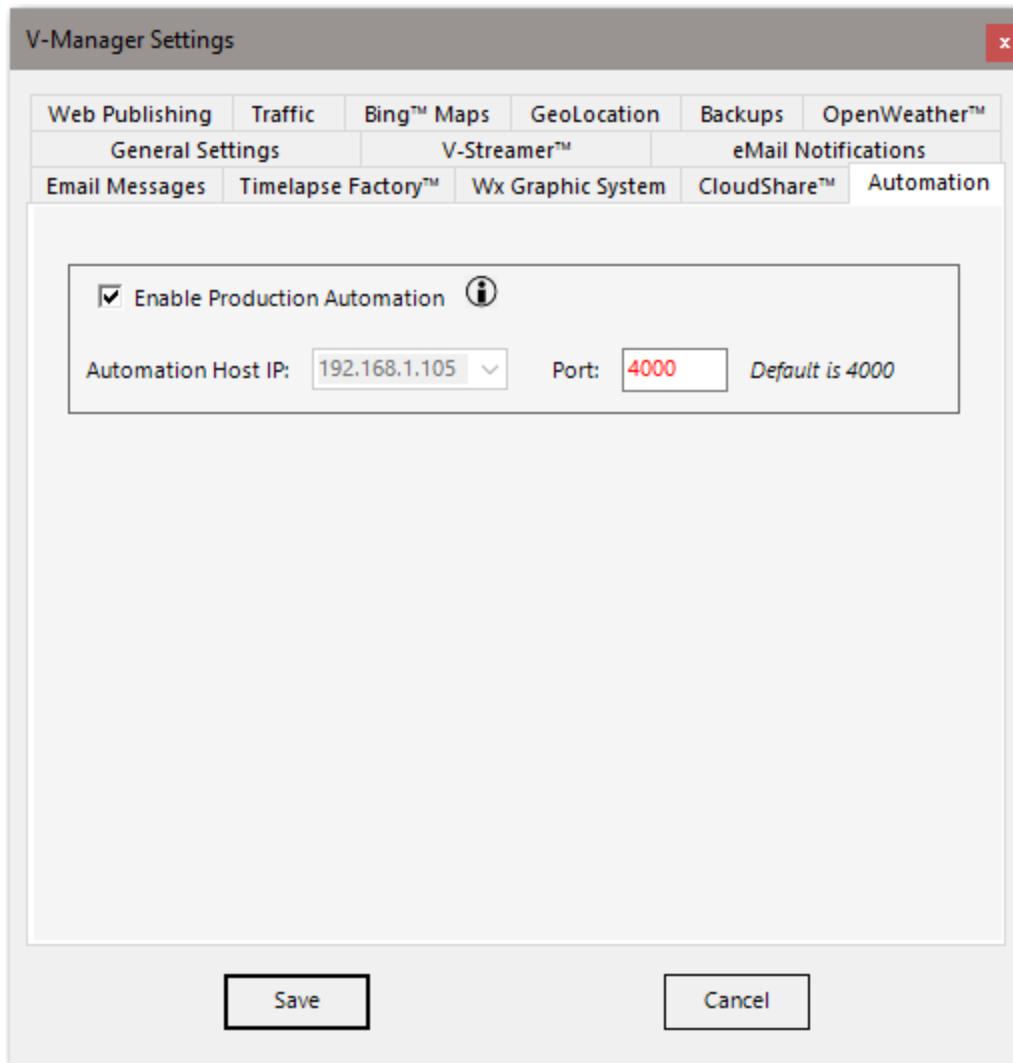 V-Manager Settings x
Web Publishing Traffic Bing™ Maps GeoLocation Backups OpenWeather™
General Settings V-Streamer™ eMail Notifications
Email Messages Timelapse Factory™ Wx Graphic System CloudShare™ Automation
Enable Production Automation
Automation Host IP: 192.168.1.105 Port: 4000 Default is 4000
Save Cancel